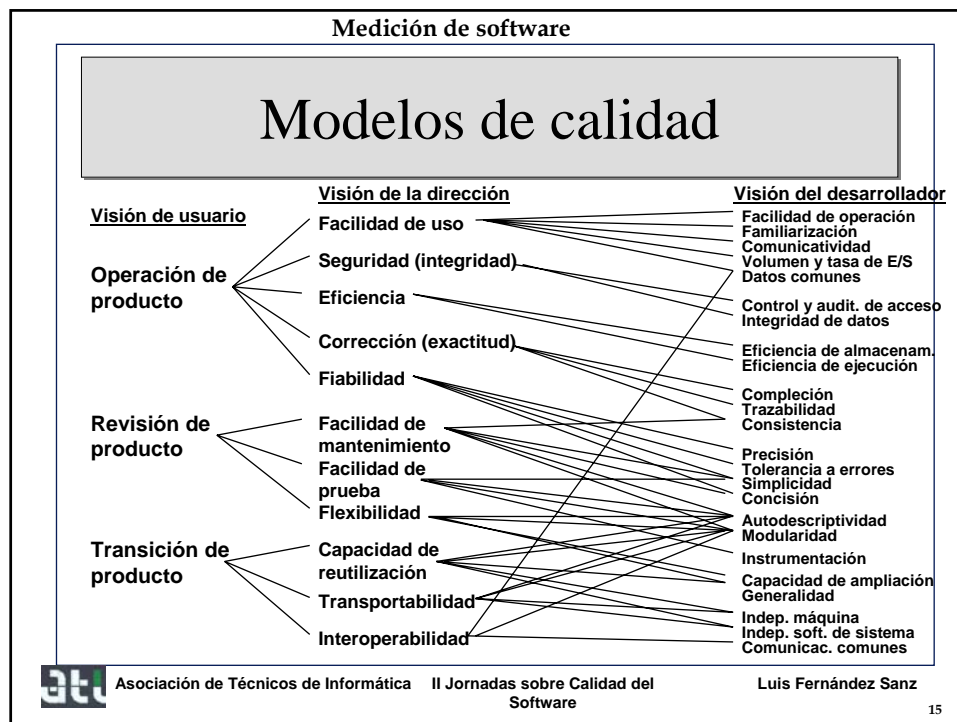 Medición de software
Modelos de calidad
Visión de usuario
Operación de
producto
Revisión de
producto
Transición de
producto
Visión de la dirección
Facilidad de uso
Seguridad (integridad)
Eficiencia
Corrección (exactitud)
Fiabilidad
Facilidad de
mantenimiento
Facilidad de
prueba
Flexibilidad
Capacidad de
reutilización
Transportabilidad
Interoperabilidad
Visión del desarrollador
Facilidad de operación
Familiarización
Comunicatividad
Volumen y tasa de E/S
Datos comunes
Control y audit. de acceso
Integridad de datos
Eficiencia de almacenam.
Eficiencia de ejecución
Compleción
Trazabilidad
Consistencia
Precisión
Tolerancia a errores
Simplicidad
Concisión
Autodescriptividad
Modularidad
Instrumentación
Capacidad de ampliación
Generalidad
Indep. máquina
Indep. soft. de sistema
Comunicac. comunes
ati
Asociación de Técnicos de Informática
II Jornadas sobre Calidad del
Software
Luis Fernández Sanz
15